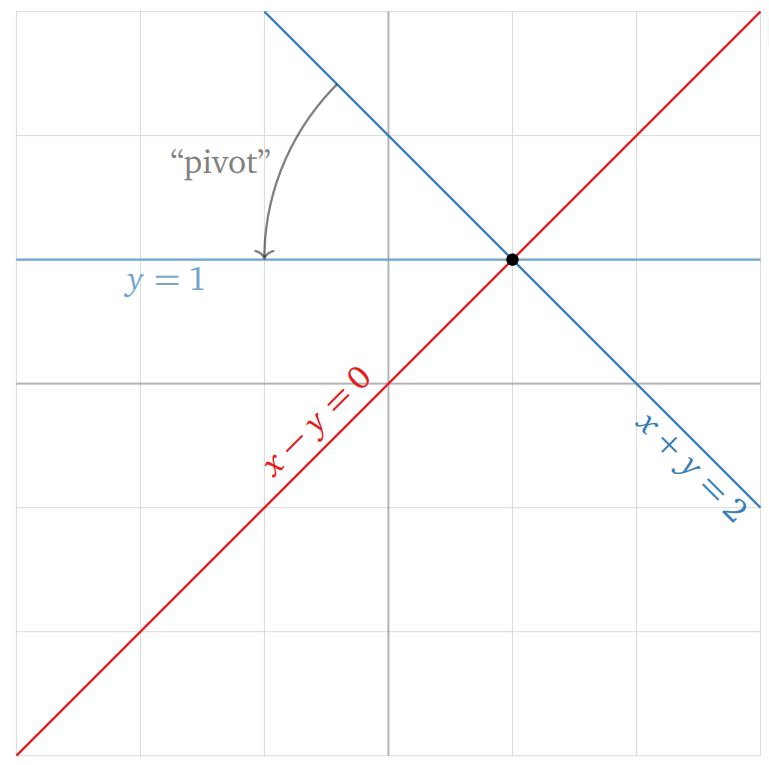 “pivot”
y = 1
x − y = 0
x + y = 2